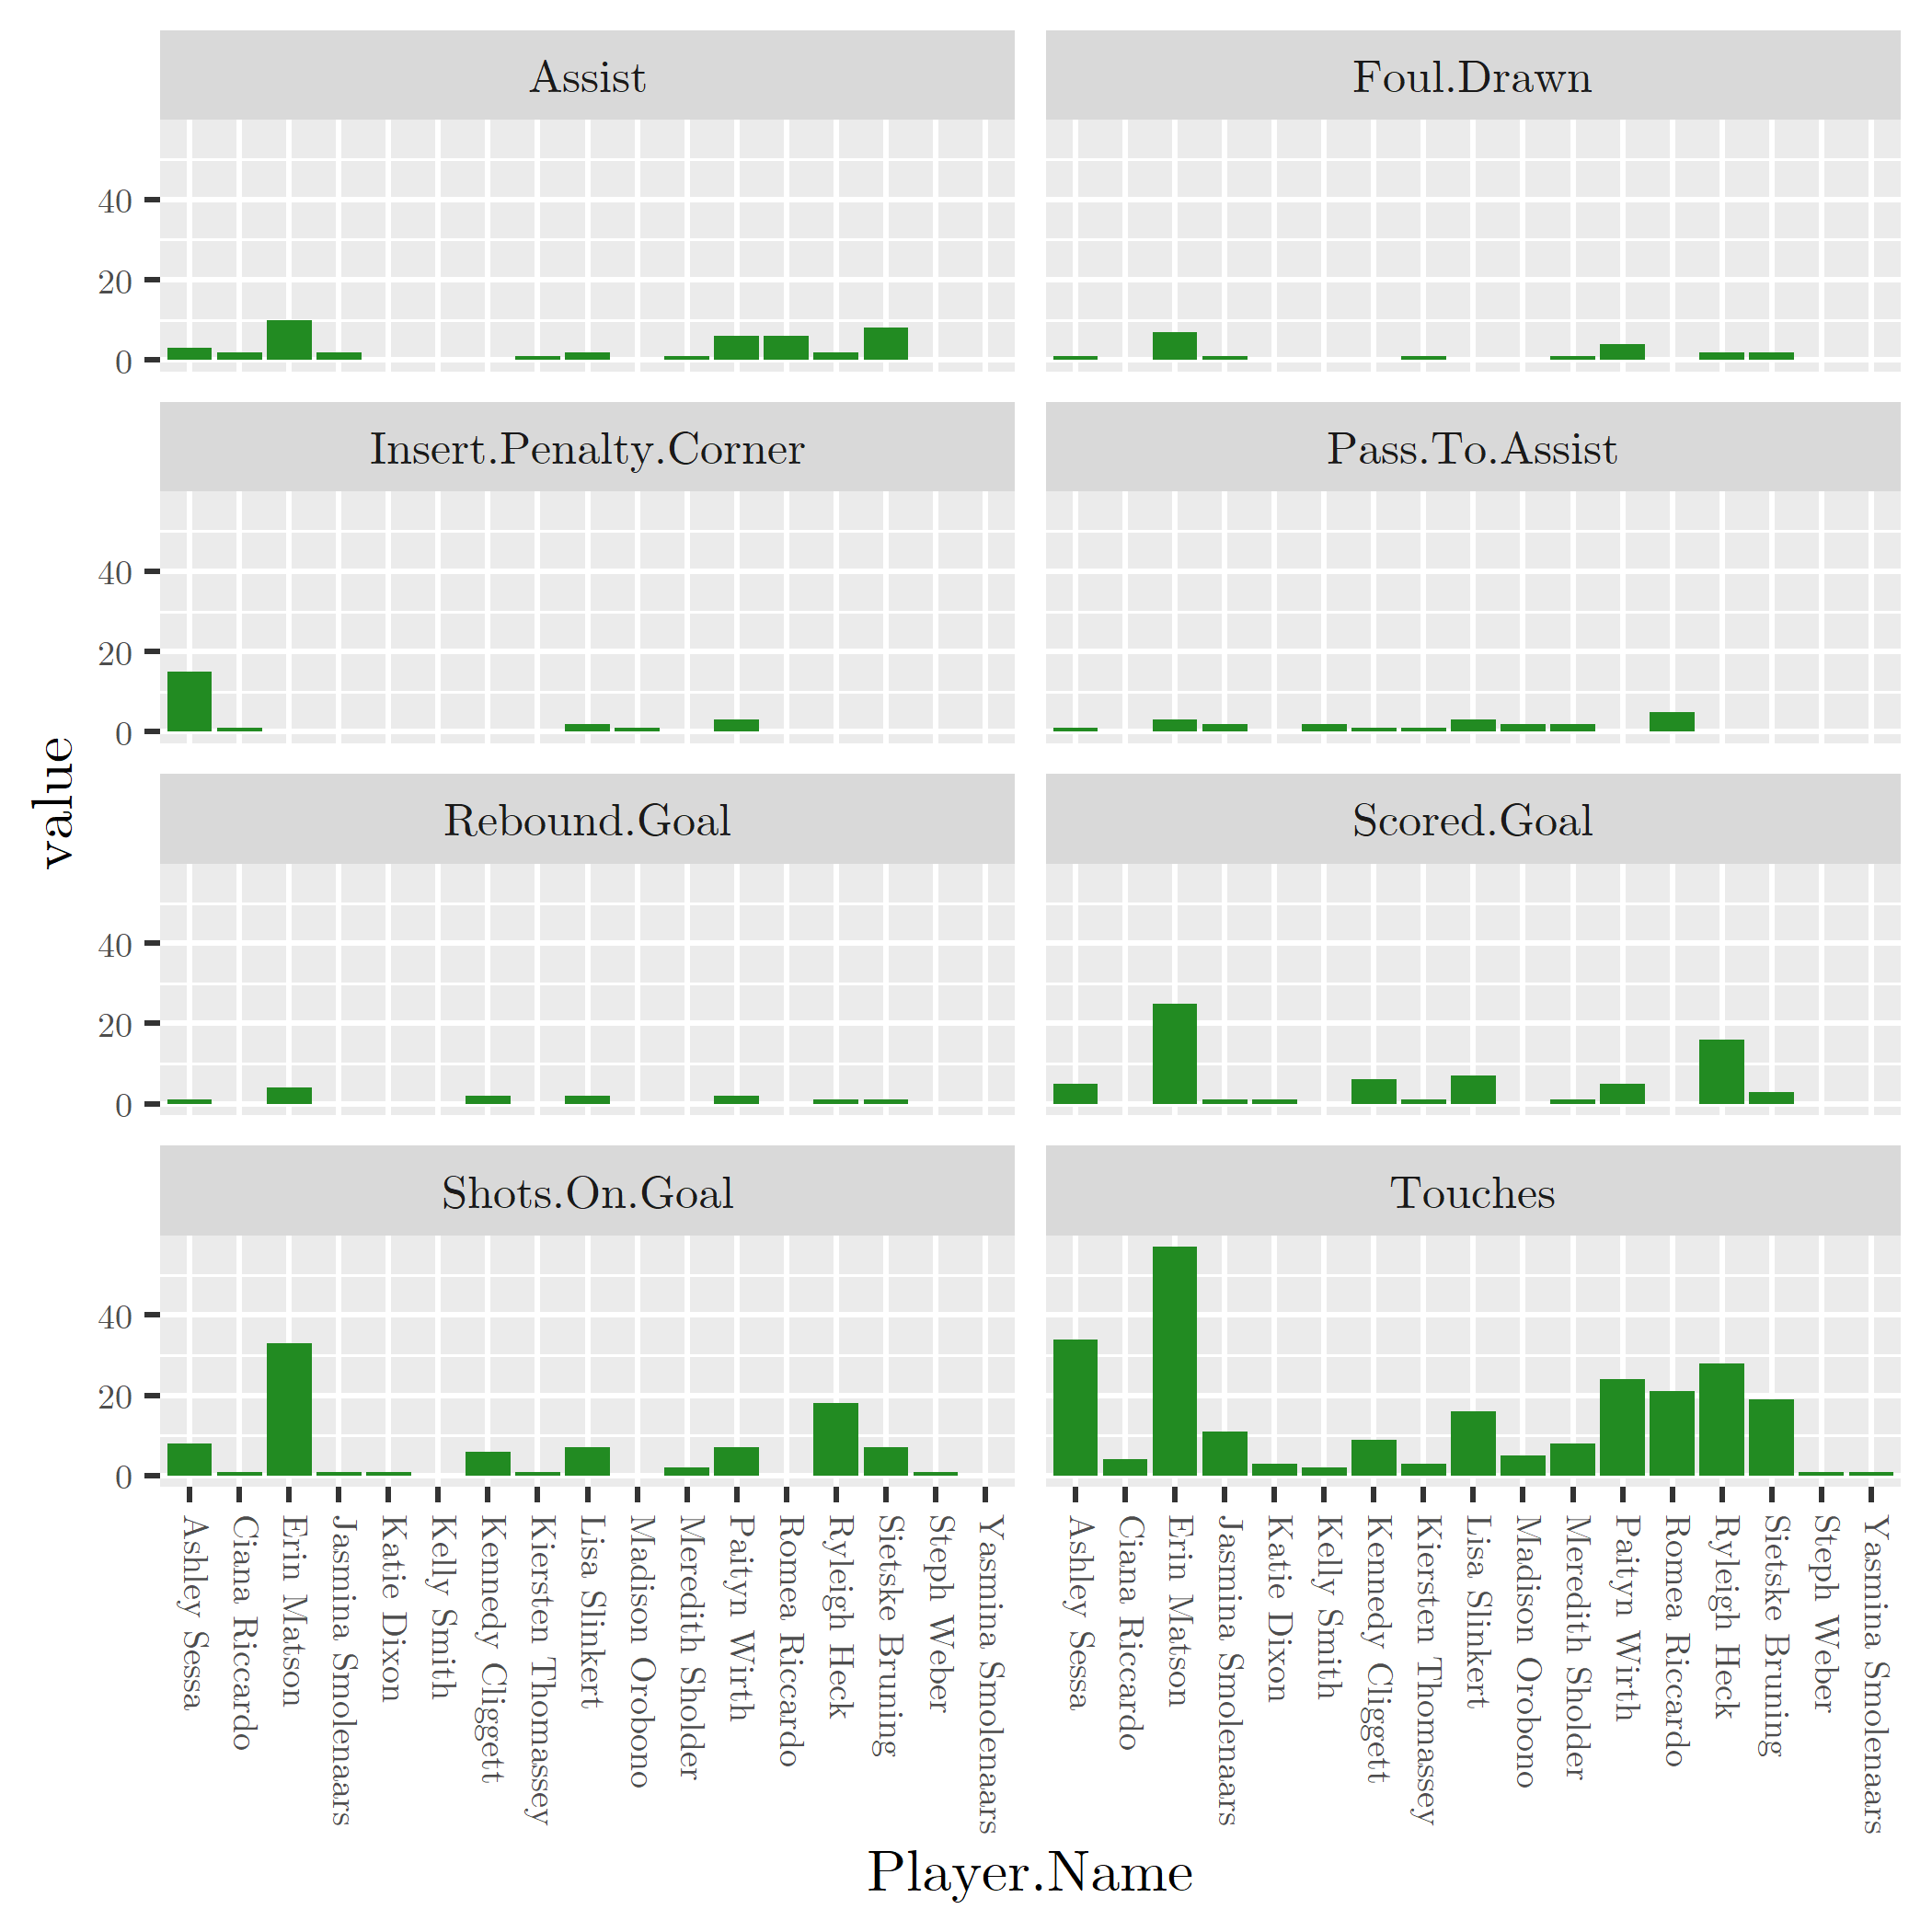 Assist
Foul.Drawn
40
20
0
Insert.Penalty.Corner
Pass.To.Assist
40
20
0
Rebound.Goal
Scored.Goal
40
20
0
Shots.On.Goal
Touches
40
20
0
value
Ashley Sessa
Ciana Riccardo
Erin Matson
Jasmina Smolenaars
Katie Dixon
Kelly Smith
Kennedy Cliggett
Kiersten Thomassey
Lisa Slinkert
Madison Orobono
Meredith Sholder
Paityn Wirth
Romea Riccardo
Ryleigh Heck
Sietske Bruning
Steph Weber
Yasmina Smolenaars
Ashley Sessa
Ciana Riccardo
Erin Matson
Jasmina Smolenaars
Katie Dixon
Kelly Smith
Kennedy Cliggett
Kiersten Thomassey
Lisa Slinkert
Madison Orobono
Meredith Sholder
Paityn Wirth
Romea Riccardo
Ryleigh Heck
Sietske Bruning
Steph Weber
Yasmina Smolenaars
Player.Name